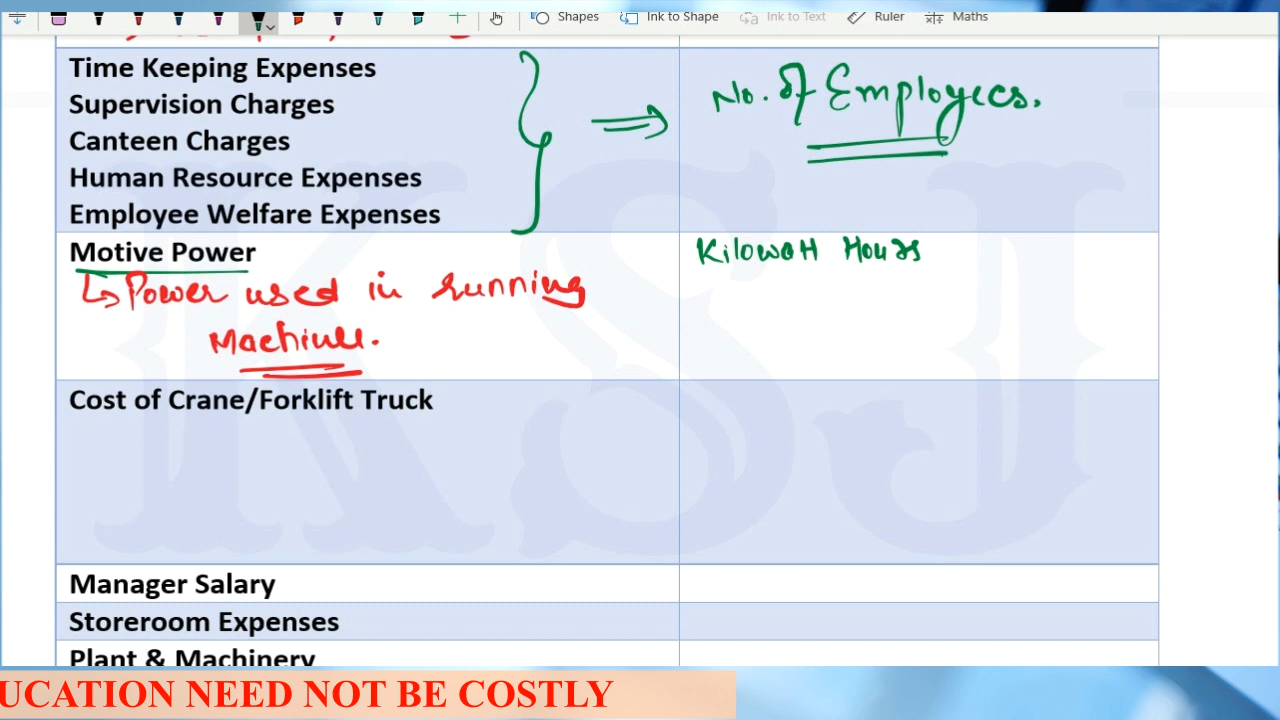 Shapes
Ink to Shape
Ink to Text
Ruler
Maths
Time Keeping Expenses
Supervision Charges
Canteen Charges
Human Resource Expenses
Employee Welfare Expenses
No. of Employees.
Motive Power
Kilowatt Hours
Power used in running
Machines.
Cost of Crane/Forklift Truck
Manager Salary
Storeroom Expenses
Plant & Machinery
KSJ
UCATION NEED NOT BE COSTLY